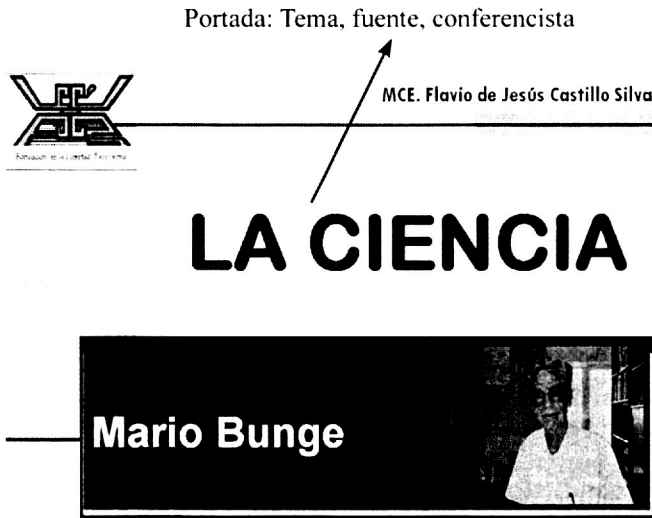 Portada: Tema, fuente, conferencista
MCE. Flavio de Jesús Castillo Silva
LA CIENCIA
Mario Bunge